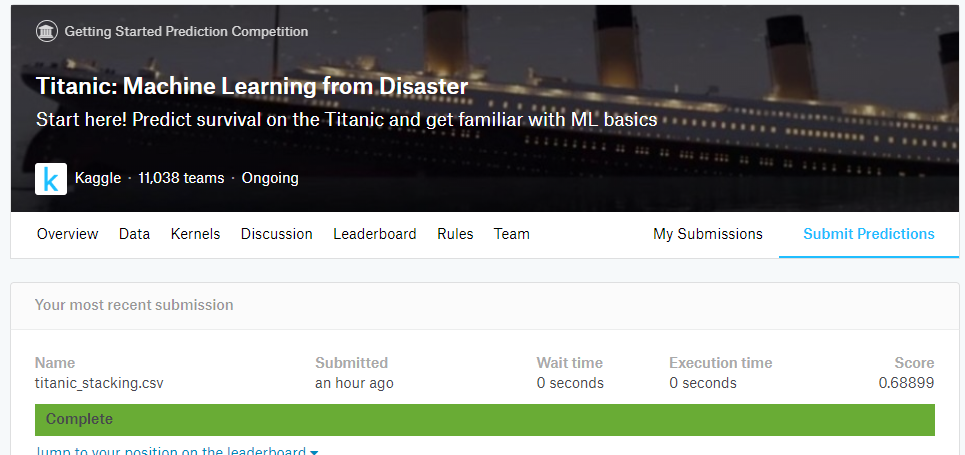 Getting Started Prediction Competition
Titanic: Machine Learning from Disaster
Start here! Predict survival on the Titanic and get familiar with ML basics
k Kaggle · 11,038 teams · Ongoing
Overview Data Kernels Discussion Leaderboard Rules Team My Submissions Submit Predictions
Your most recent submission
Name Submitted Wait time Execution time Score
titanic_stacking.csv an hour ago 0 seconds 0 seconds 0.68899
Complete
Jump to your position on the leaderboard